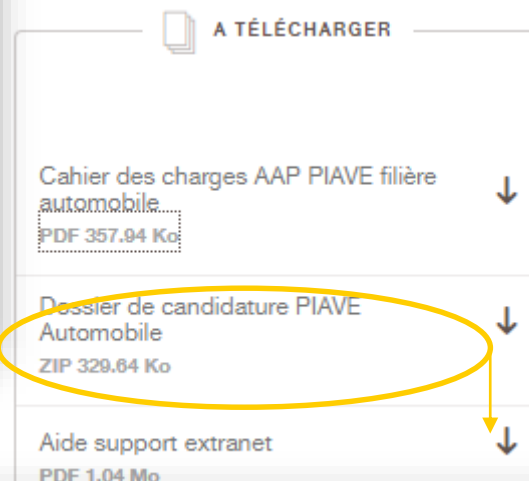 A TÉLÉCHARGER
Cahier des charges AAP PIAVE filière
automobile
PDF 357.94 Ko
Dossier de candidature PIAVE
Automobile
ZIP 329.64 Ko
Aide support extranet
PDF 1.04 Mo